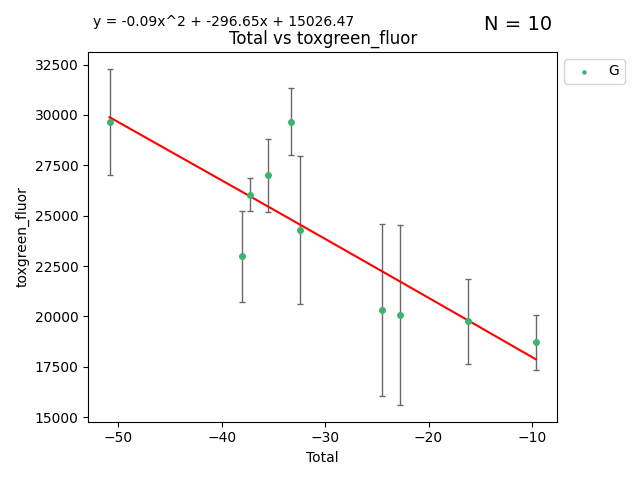 y = -0.09x^2 + -296.65x + 15026.47
N = 10
Total vs toxgreen_fluor
G
32500
30000
27500
25000
22500
20000
17500
15000
toxgreen_fluor
−50
−40
−30
−20
−10
Total